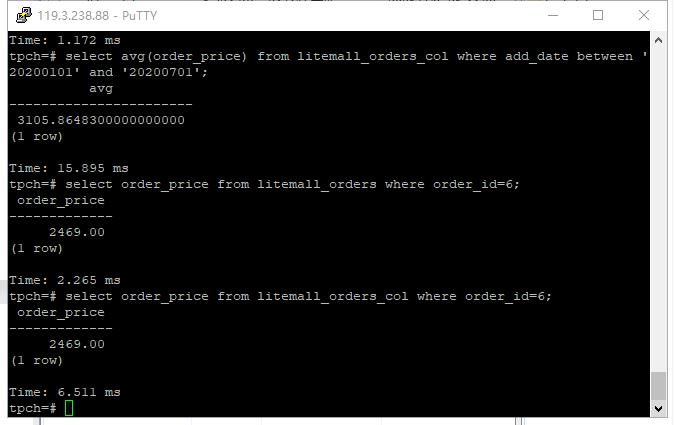 119.3.238.88 - PuTTY
Time: 1.172 ms
tpch=# select avg(order_price) from litemall_orders_col where add_date between '
20200101' and '20200701';
          avg
-----------------------
 3105.8648300000000000
(1 row)
Time: 15.895 ms
tpch=# select order_price from litemall_orders where order_id=6;
 order_price
-------------
     2469.00
(1 row)
Time: 2.265 ms
tpch=# select order_price from litemall_orders_col where order_id=6;
 order_price
-------------
     2469.00
(1 row)
Time: 6.511 ms
tpch=#